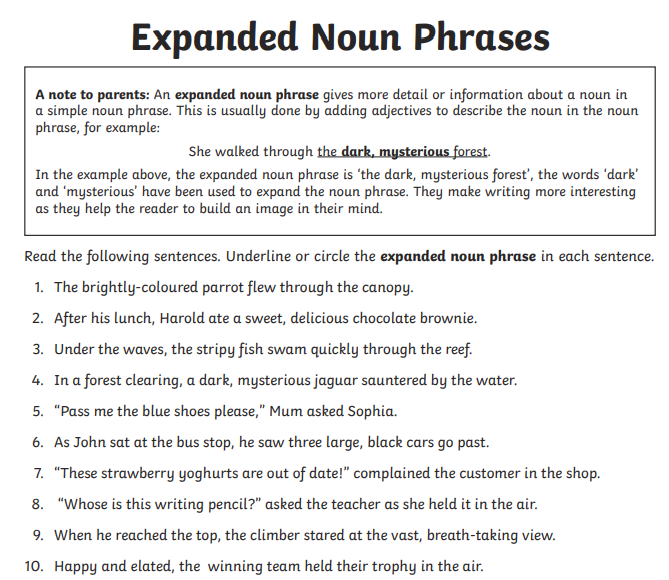 Expanded Noun Phrases
A note to parents: An expanded noun phrase gives more detail or information about a noun in
a simple noun phrase. This is usually done by adding adjectives to describe the noun in the noun
phrase, for example:
She walked through the dark, mysterious forest.
In the example above, the expanded noun phrase is ‘the dark, mysterious forest’, the words ‘dark’
and ‘mysterious’ have been used to expand the noun phrase. They make writing more interesting
as they help the reader to build an image in their mind.
Read the following sentences. Underline or circle the expanded noun phrase in each sentence.
1. The brightly-coloured parrot flew through the canopy.
2. After his lunch, Harold ate a sweet, delicious chocolate brownie.
3. Under the waves, the stripy fish swam quickly through the reef.
4. In a forest clearing, a dark, mysterious jaguar sauntered by the water.
5. “Pass me the blue shoes please,” Mum asked Sophia.
6. As John sat at the bus stop, he saw three large, black cars go past.
7. “These strawberry yoghurts are out of date!” complained the customer in the shop.
8. “Whose is this writing pencil?” asked the teacher as she held it in the air.
9. When he reached the top, the climber stared at the vast, breath-taking view.
10. Happy and elated, the winning team held their trophy in the air.